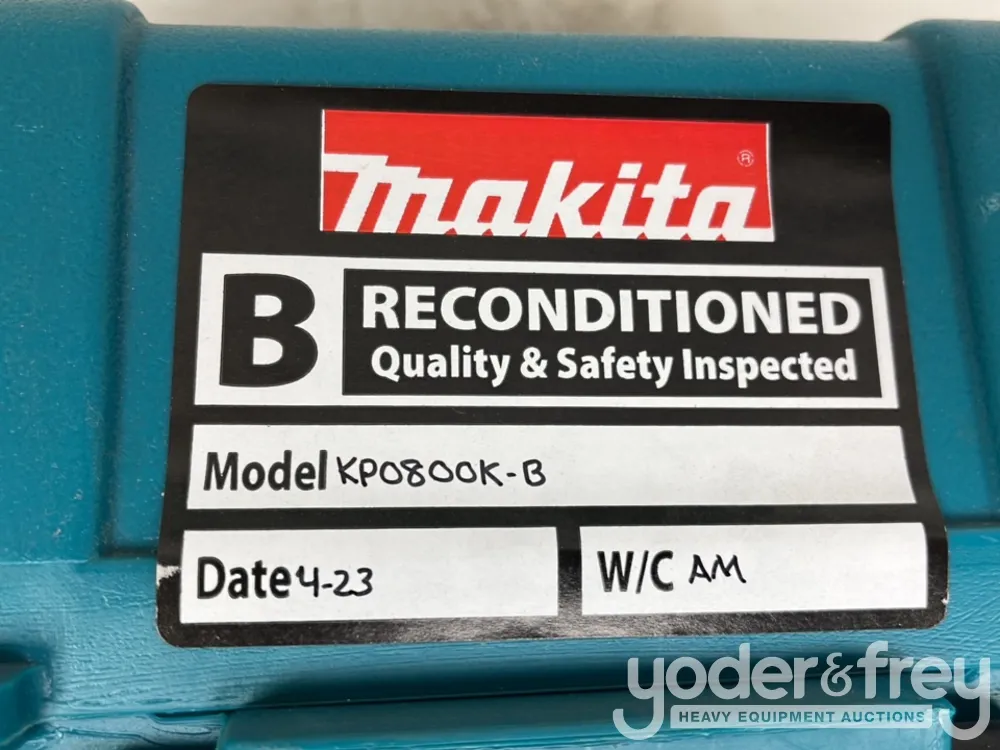 makita ®
B RECONDITIONED
Quality & Safety Inspected
Model KP0800K-B
Date 4-23 W/C AM
yoder&frey
HEAVY EQUIPMENT AUCTIONS